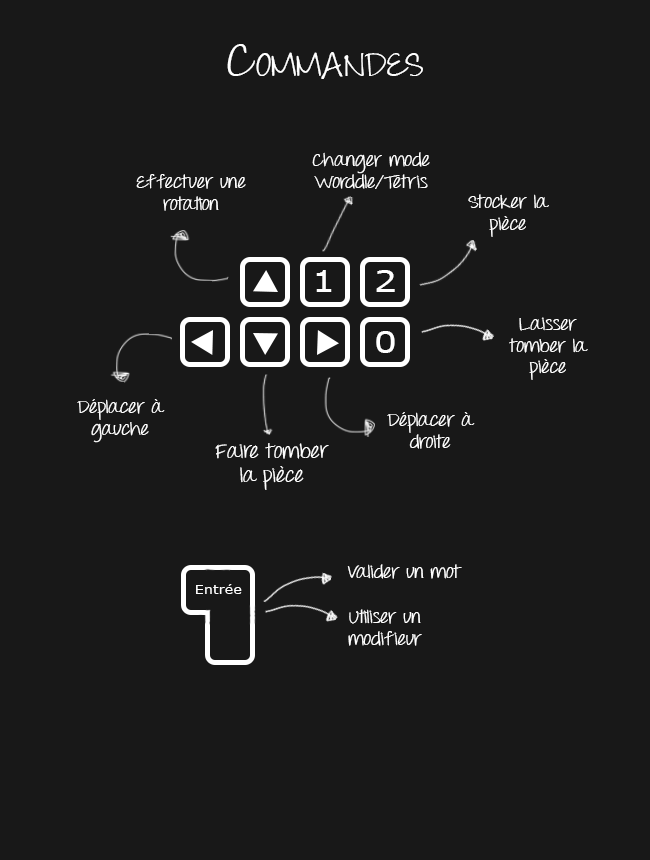 COMMANDES
Changer mode
Worddle/Tetris
Effectuer une
rotation
Stocker la
pièce
1
2
0
Laisser
tomber la
pièce
Déplacer à
gauche
Faire tomber
la pièce
Déplacer à
droite
Entrée
Valider un mot
Utiliser un
modifieur